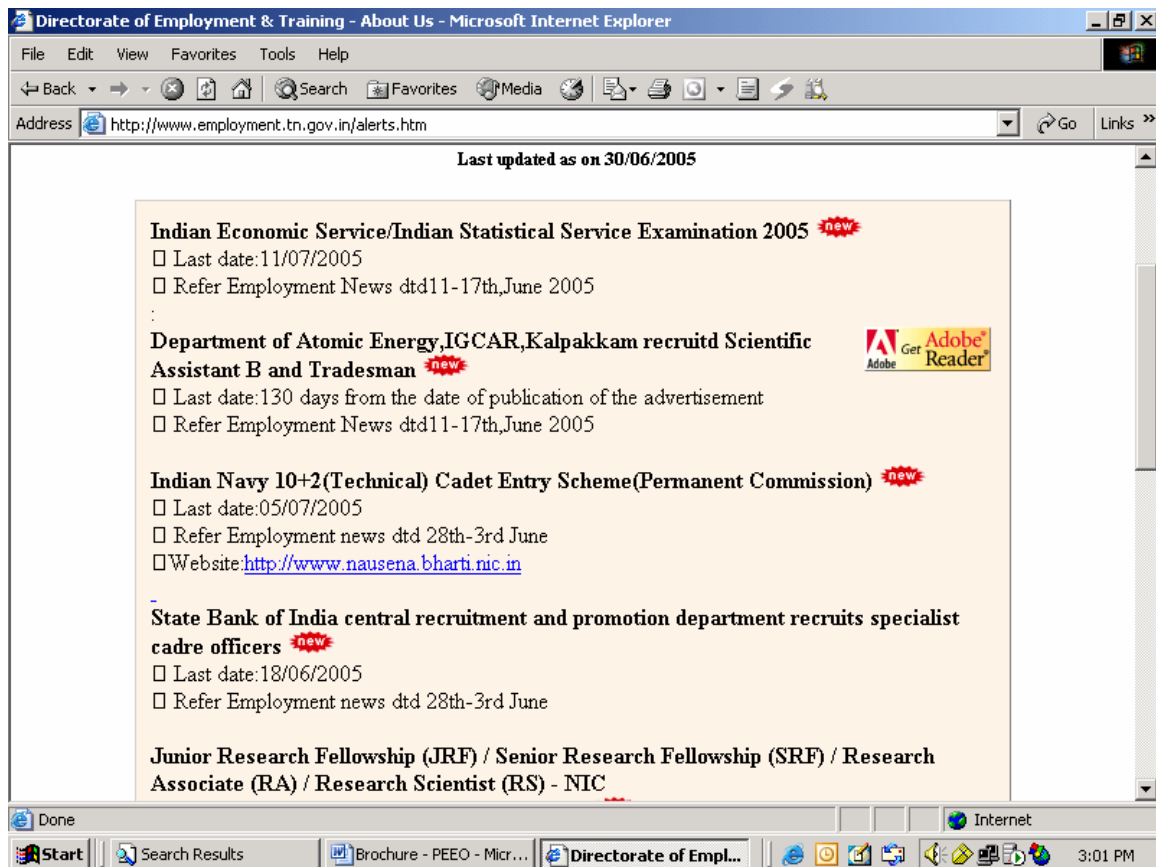 Directorate of Employment & Training - About Us - Microsoft Internet Explorer
File Edit View Favorites Tools Help
Back Search Favorites Media
Address http://www.employment.tn.gov.in/alerts.htm Go Links »
Last updated as on 30/06/2005
Indian Economic Service/Indian Statistical Service Examination 2005 new
Last date:11/07/2005
Refer Employment News dtd11-17th,June 2005
:
Department of Atomic Energy,IGCAR,Kalpakkam recruitd Scientific
Assistant B and Tradesman new
Adobe Get Adobe® Reader®
Last date:130 days from the date of publication of the advertisement
Refer Employment News dtd11-17th,June 2005
Indian Navy 10+2(Technical) Cadet Entry Scheme(Permanent Commission) new
Last date:05/07/2005
Refer Employment news dtd 28th-3rd June
Website:http://www.nausena.bharti.nic.in
State Bank of India central recruitment and promotion department recruits specialist
cadre officers new
Last date:18/06/2005
Refer Employment news dtd 28th-3rd June
Junior Research Fellowship (JRF) / Senior Research Fellowship (SRF) / Research
Associate (RA) / Research Scientist (RS) - NIC
Done Internet
Start Search Results Brochure - PEEO - Micr... Directorate of Empl... 3:01 PM